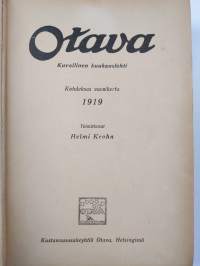 Otava
Kuvallinen kuukauslehti
Kahdeksas vuosikerta
1919
Toimittanut
Helmi Krohn
Kustannusosakeyhtiö Otava, Helsingissä